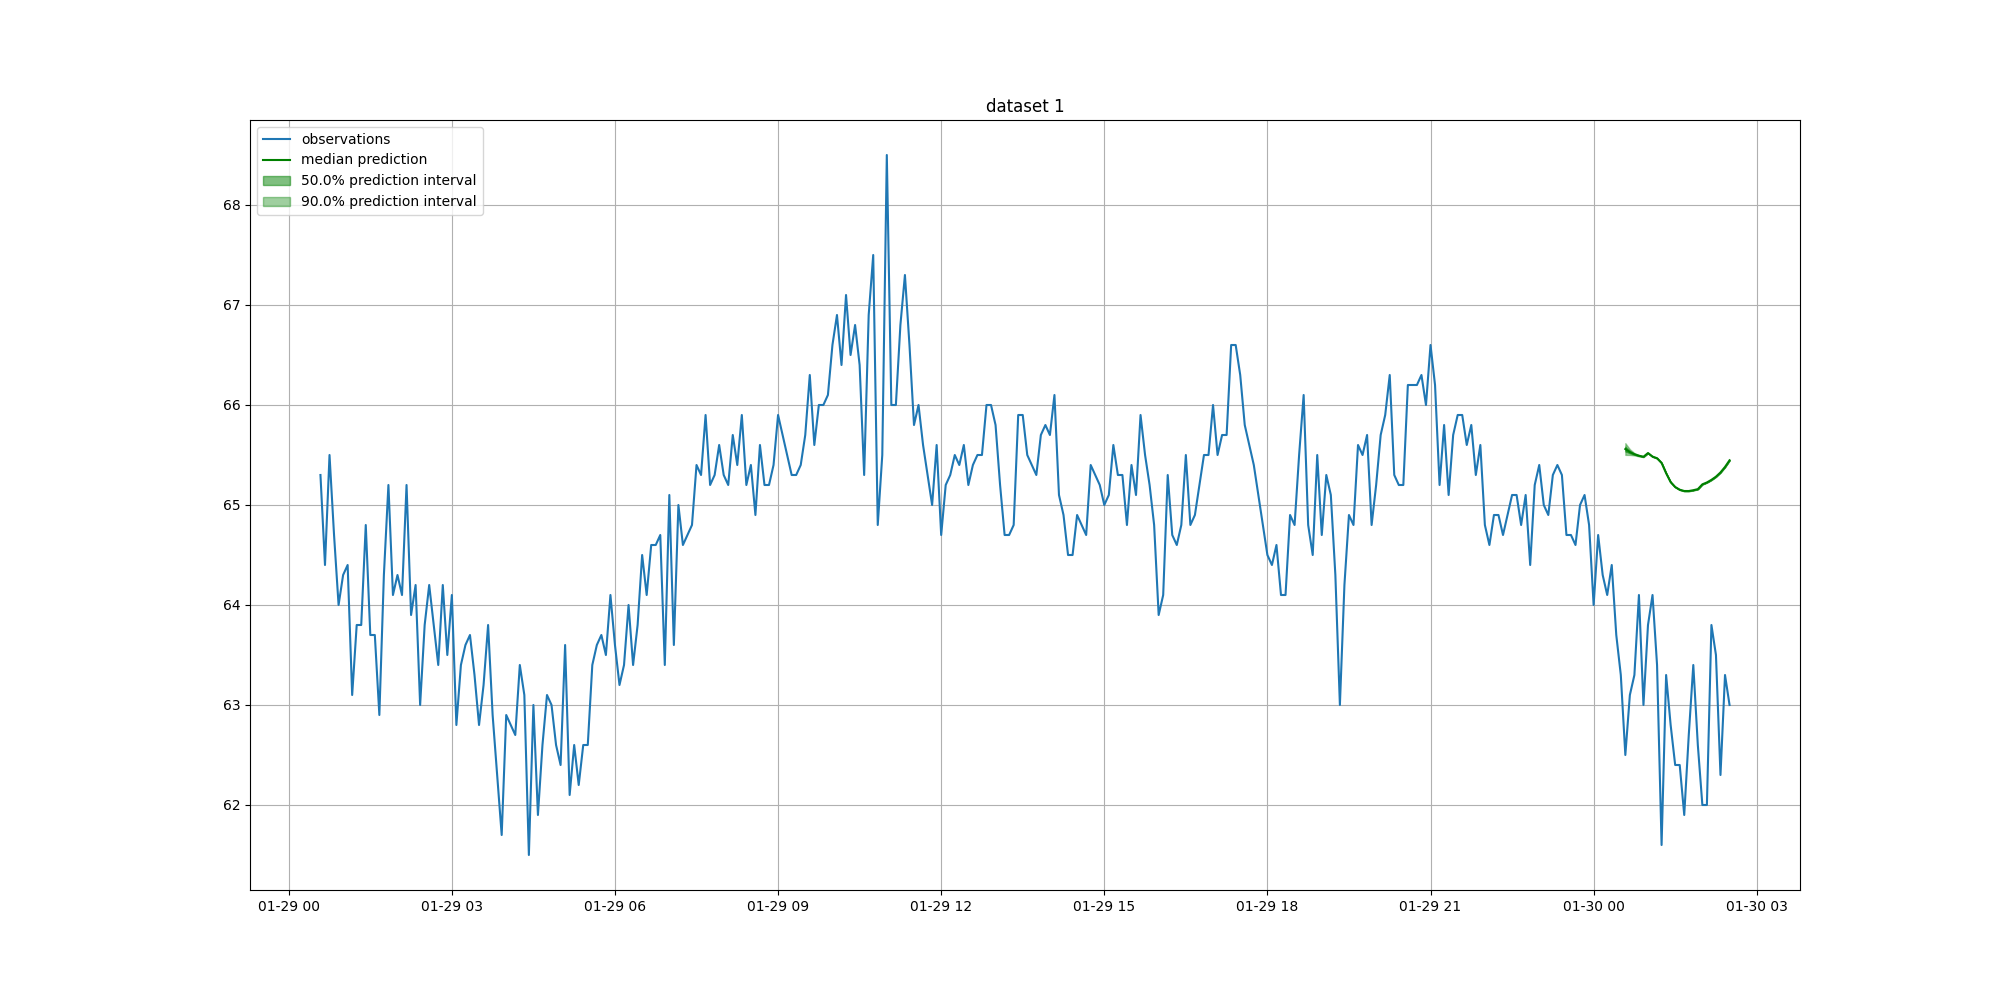 dataset 1
observations
median prediction
50.0% prediction interval
90.0% prediction interval
68
67
66
65
64
63
62
01-29 00 01-29 03 01-29 06 01-29 09 01-29 12 01-29 15 01-29 18 01-29 21 01-30 00 01-30 03